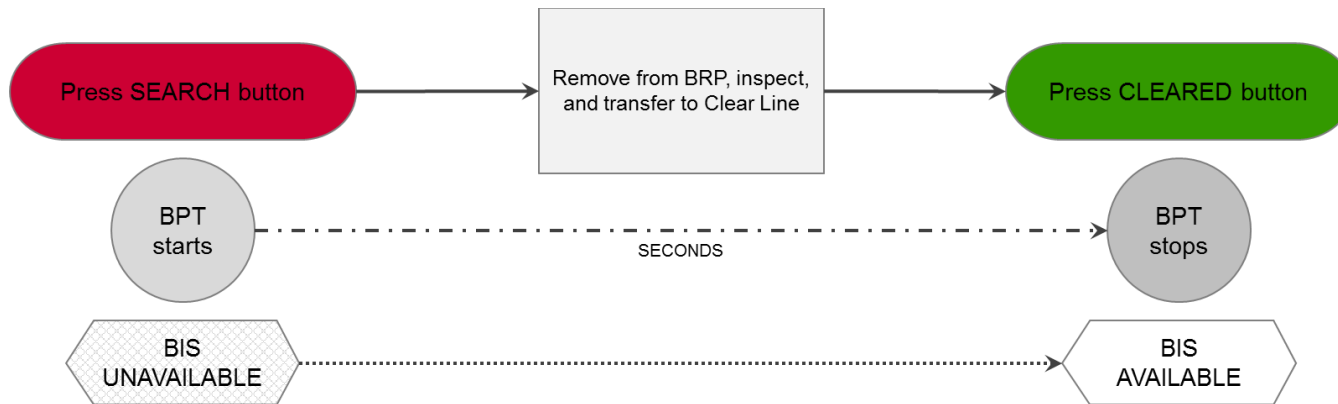 Press SEARCH button
Remove from BRP, inspect,
and transfer to Clear Line
Press CLEARED button
BPT
starts
SECONDS
BPT
stops
BIS
UNAVAILABLE
BIS
AVAILABLE